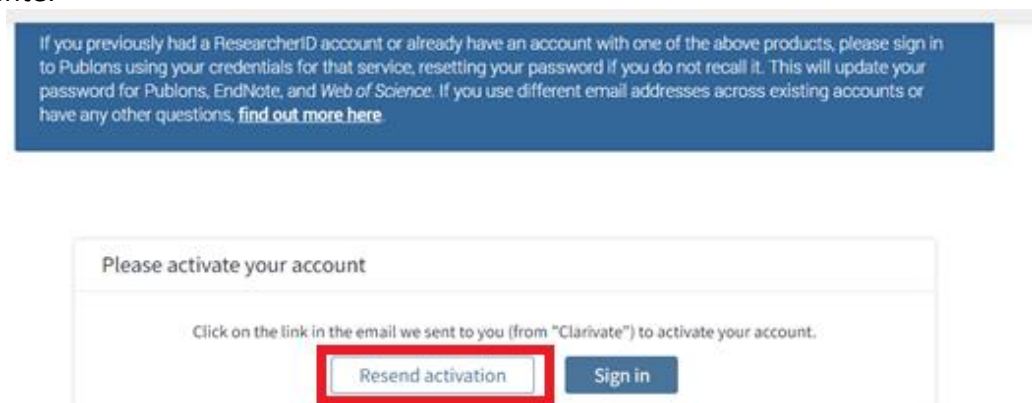 If you previously had a ResearcherID account or already have an account with one of the above products, please sign in
to Publons using your credentials for that service, resetting your password if you do not recall it. This will update your
password for Publons, EndNote, and Web of Science. If you use different email addresses across existing accounts or
have any other questions, find out more here.
Please activate your account
Click on the link in the email we sent to you (from "Clarivate") to activate your account.
Resend activation
Sign in